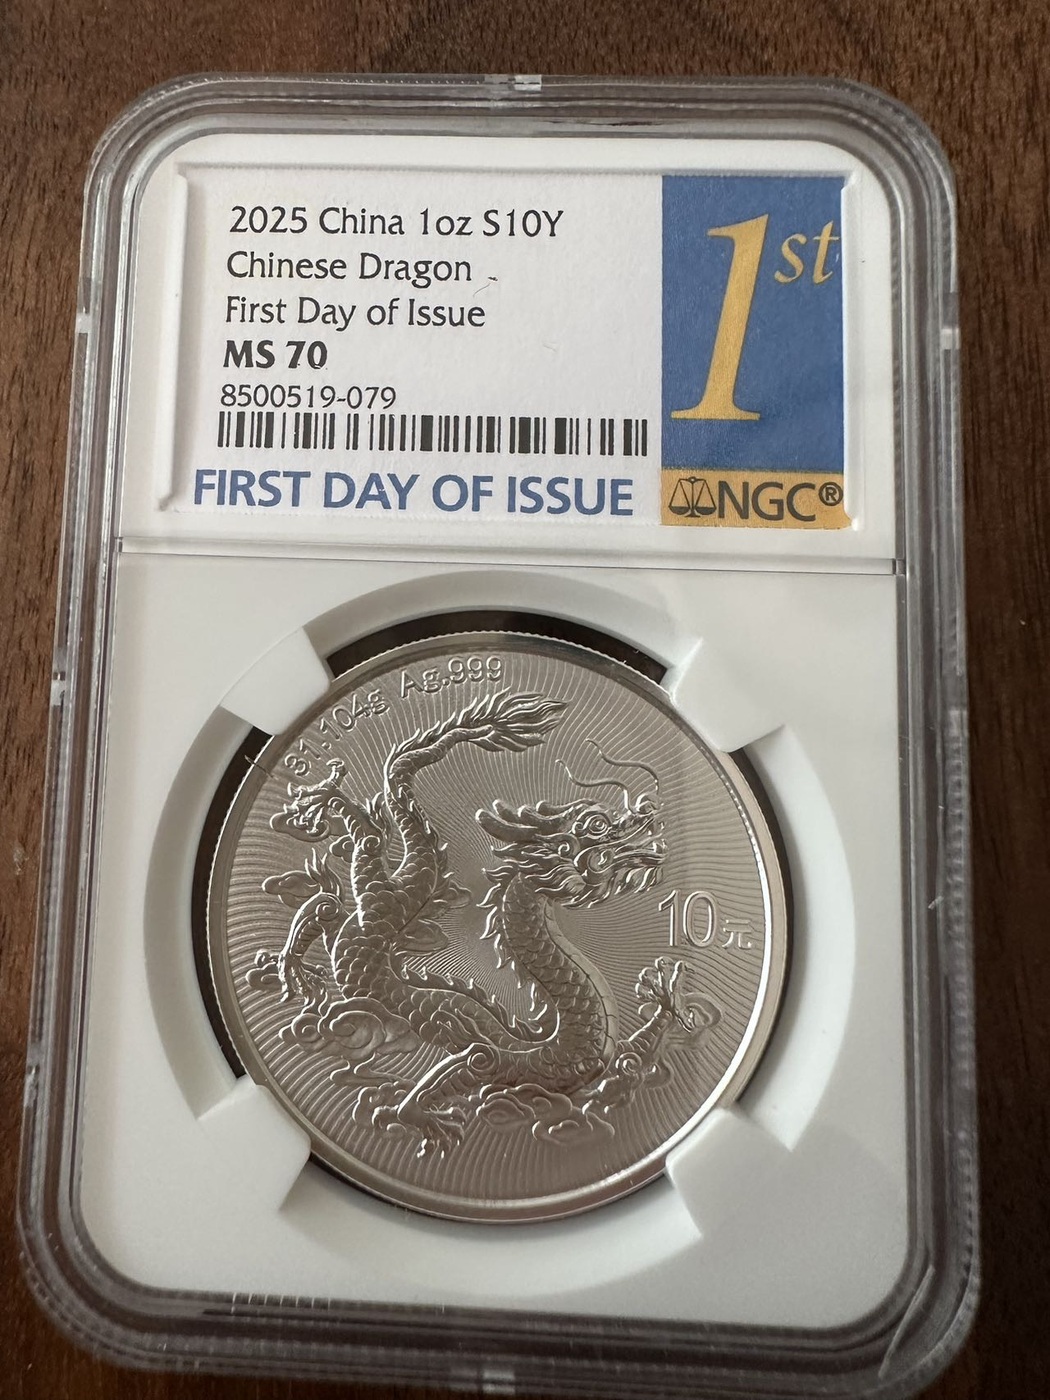 2025 China 1oz S10Y
Chinese Dragon
First Day of Issue
MS 70
8500519-079
FIRST DAY OF ISSUE
1st
NGC®
31.104g Ag.999
10元